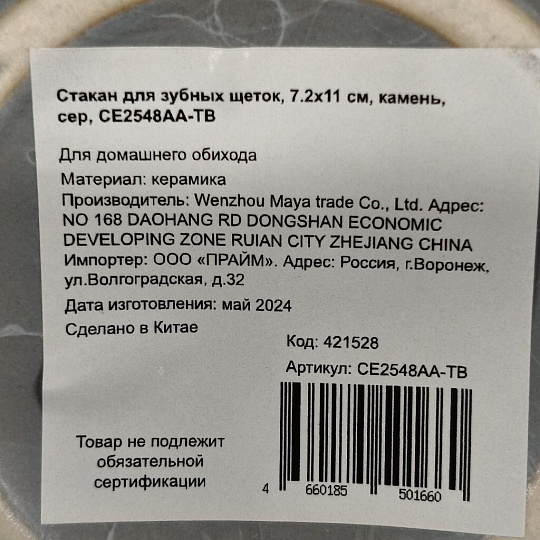 Стакан для зубных щеток, 7.2х11 см, камень,
сер, CE2548AA-TB
Для домашнего обихода
Материал: керамика
Производитель: Wenzhou Maya trade Co., Ltd. Адрес:
NO 168 DAOHANG RD DONGSHAN ECONOMIC
DEVELOPING ZONE RUIAN CITY ZHEJIANG CHINA
Импортер: ООО «ПРАЙМ». Адрес: Россия, г.Воронеж,
ул.Волгоградская, д.32
Дата изготовления: май 2024
Сделано в Китае
Код: 421528
Артикул: CE2548AA-TB
Товар не подлежит
обязательной
сертификации
4 660185 501660